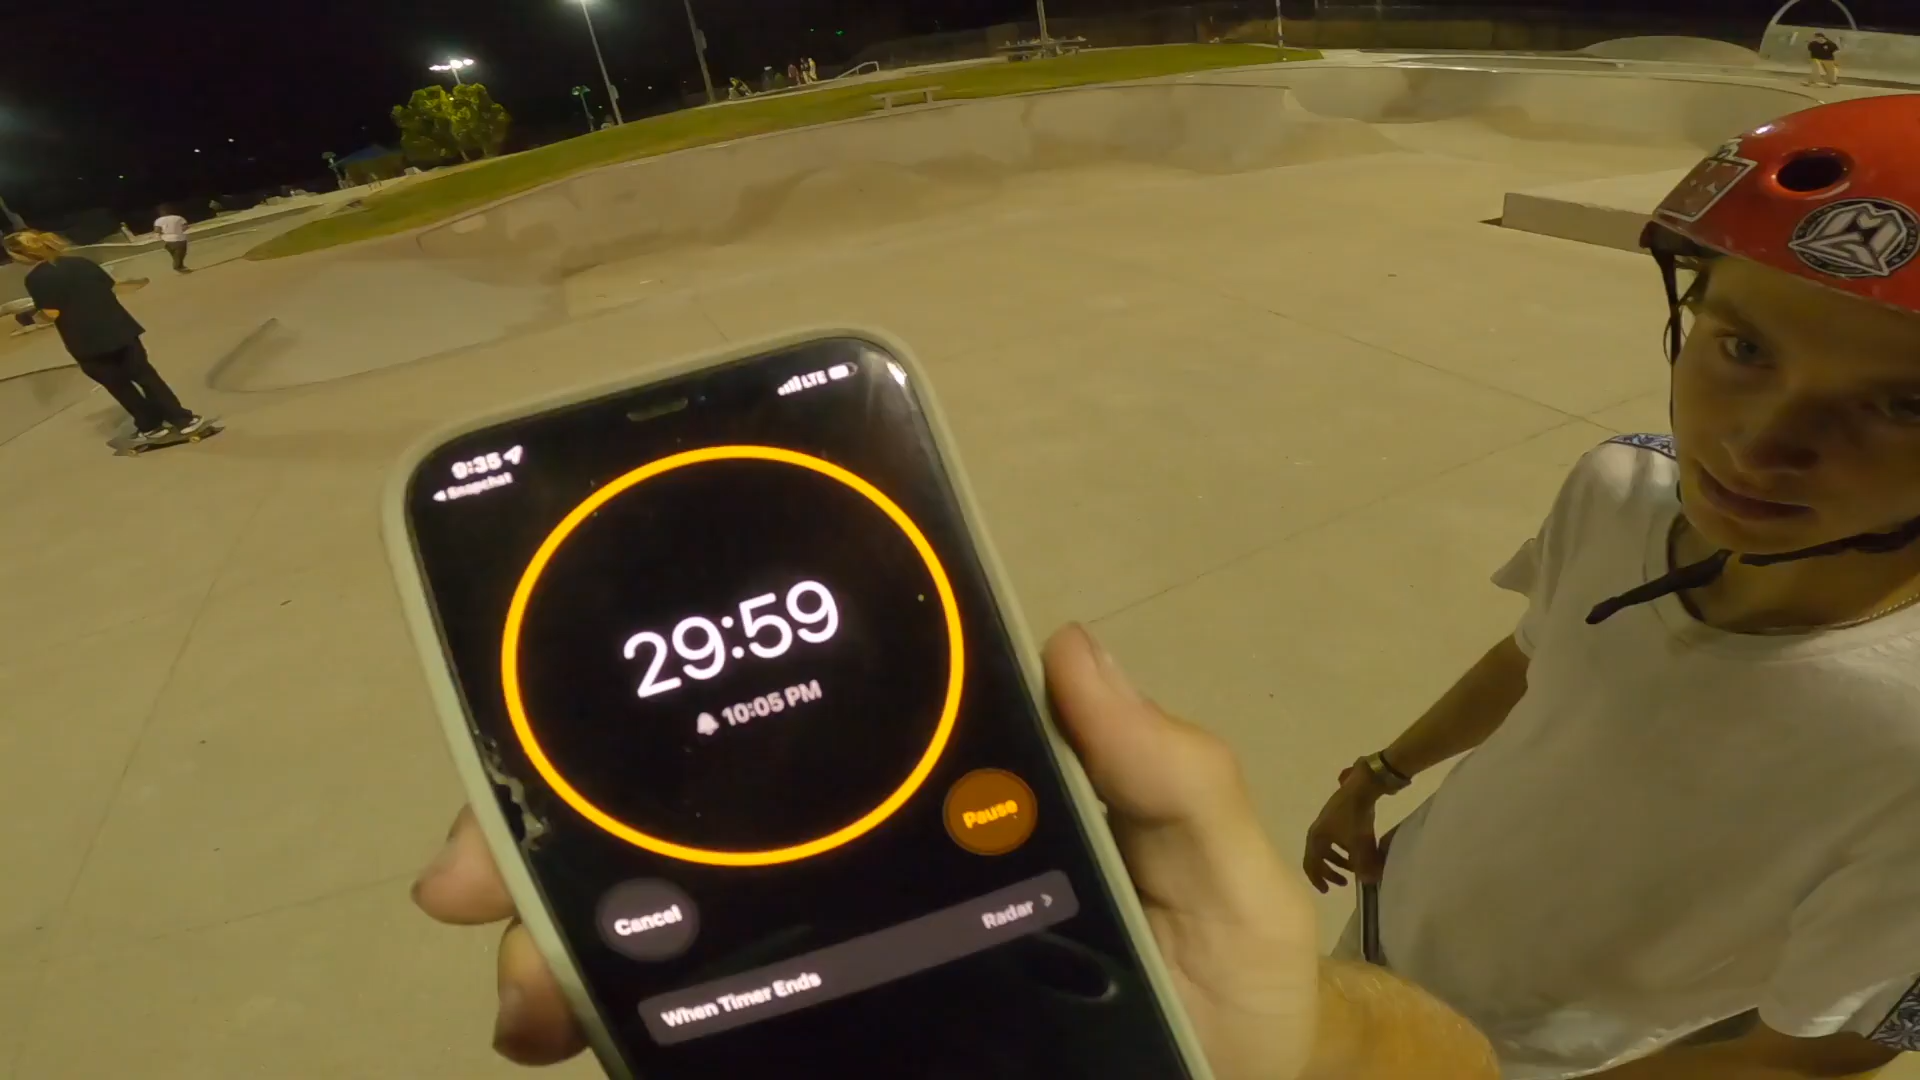 LTE
9:35
◀ Snapchat
29:59
10:05 PM
Pause
Cancel
Radar >
When Timer Ends